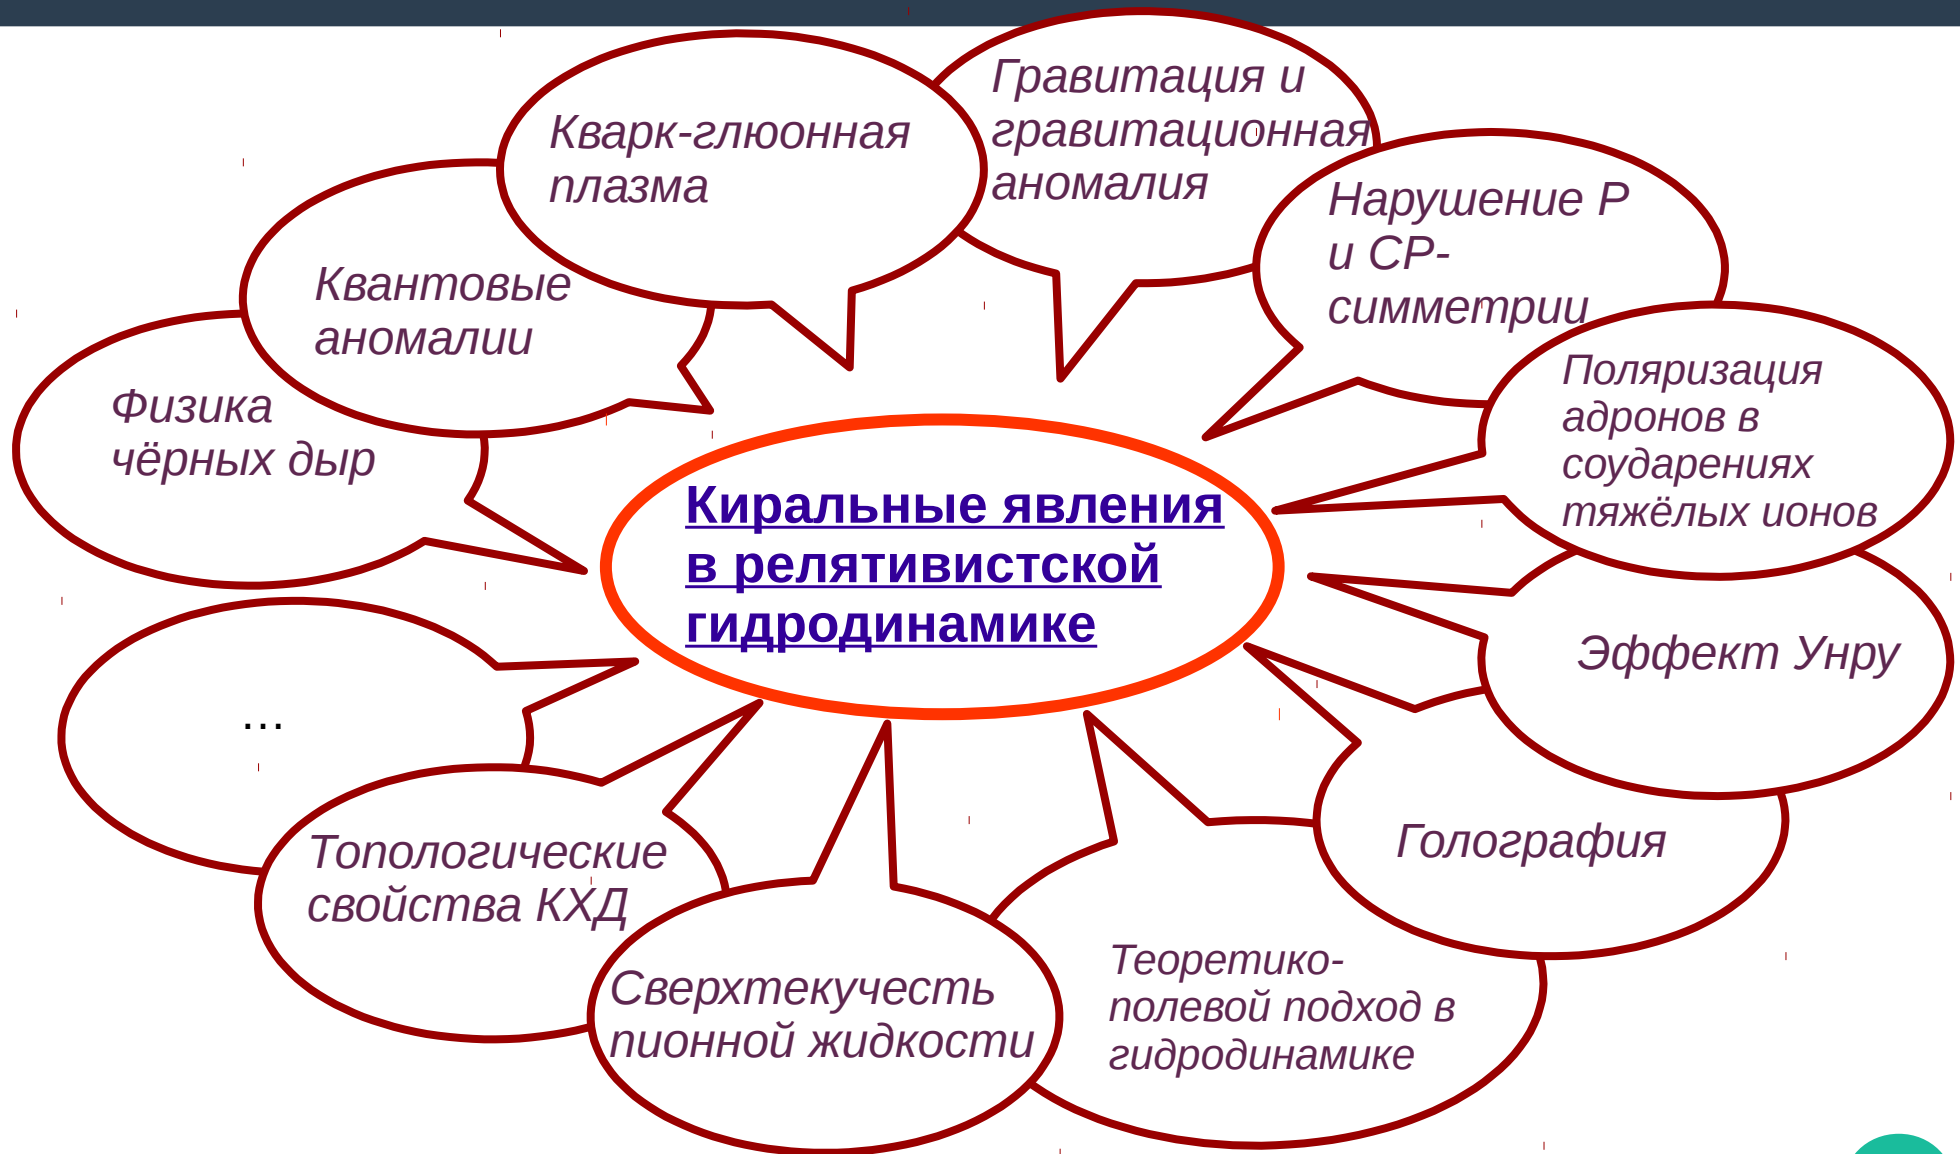 Гравитация и
гравитационная
аномалия
Кварк-глюонная
плазма
Нарушение P
и CP-
симметрии
Квантовые
аномалии
Поляризация
адронов в
соударениях
тяжёлых ионов
Физика
чёрных дыр
Киральные явления
в релятивистской
гидродинамике
Эффект Унру
...
Голография
Топологические
свойства КХД
Теоретико-
полевой подход в
гидродинамике
Сверхтекучесть
пионной жидкости